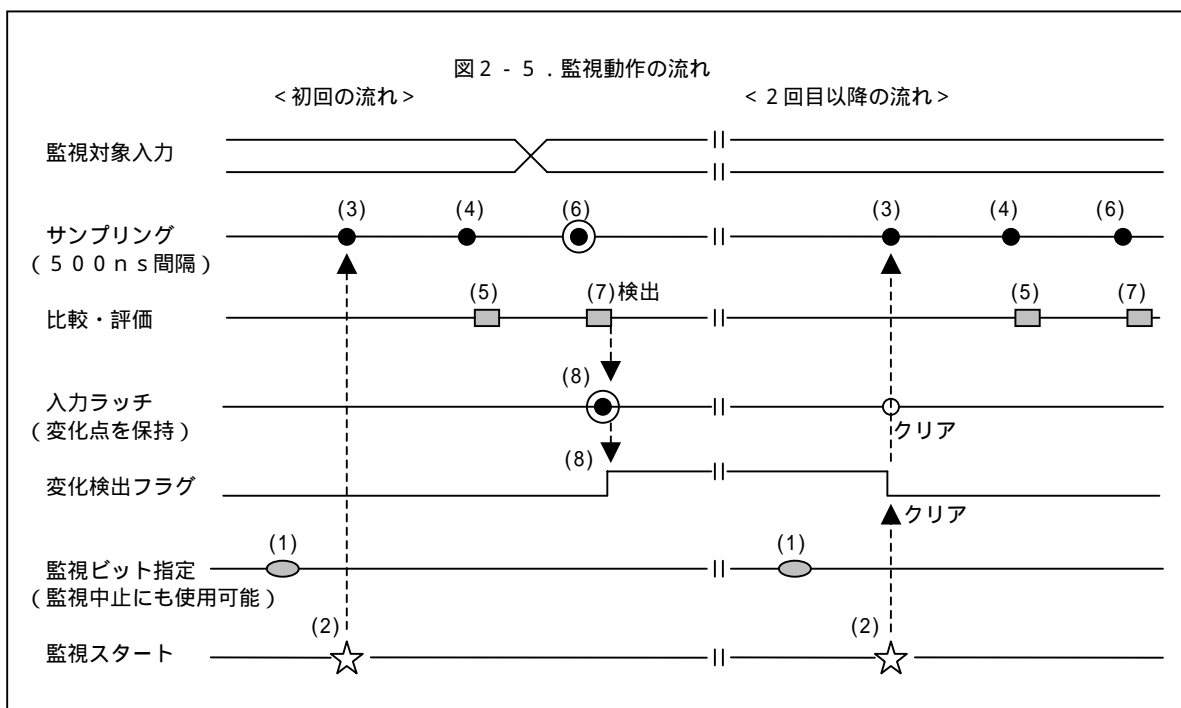 図２－５．監視動作の流れ
＜初回の流れ＞ ＜２回目以降の流れ＞
監視対象入力
(3) (4) (6) (3) (4) (6)
サンプリング
（５００ｎｓ間隔）
(5) (7)検出 (5) (7)
比較・評価
(8)
入力ラッチ
（変化点を保持） クリア
(8)
変化検出フラグ
クリア
(1) (1)
監視ビット指定
（監視中止にも使用可能）
(2) (2)
監視スタート